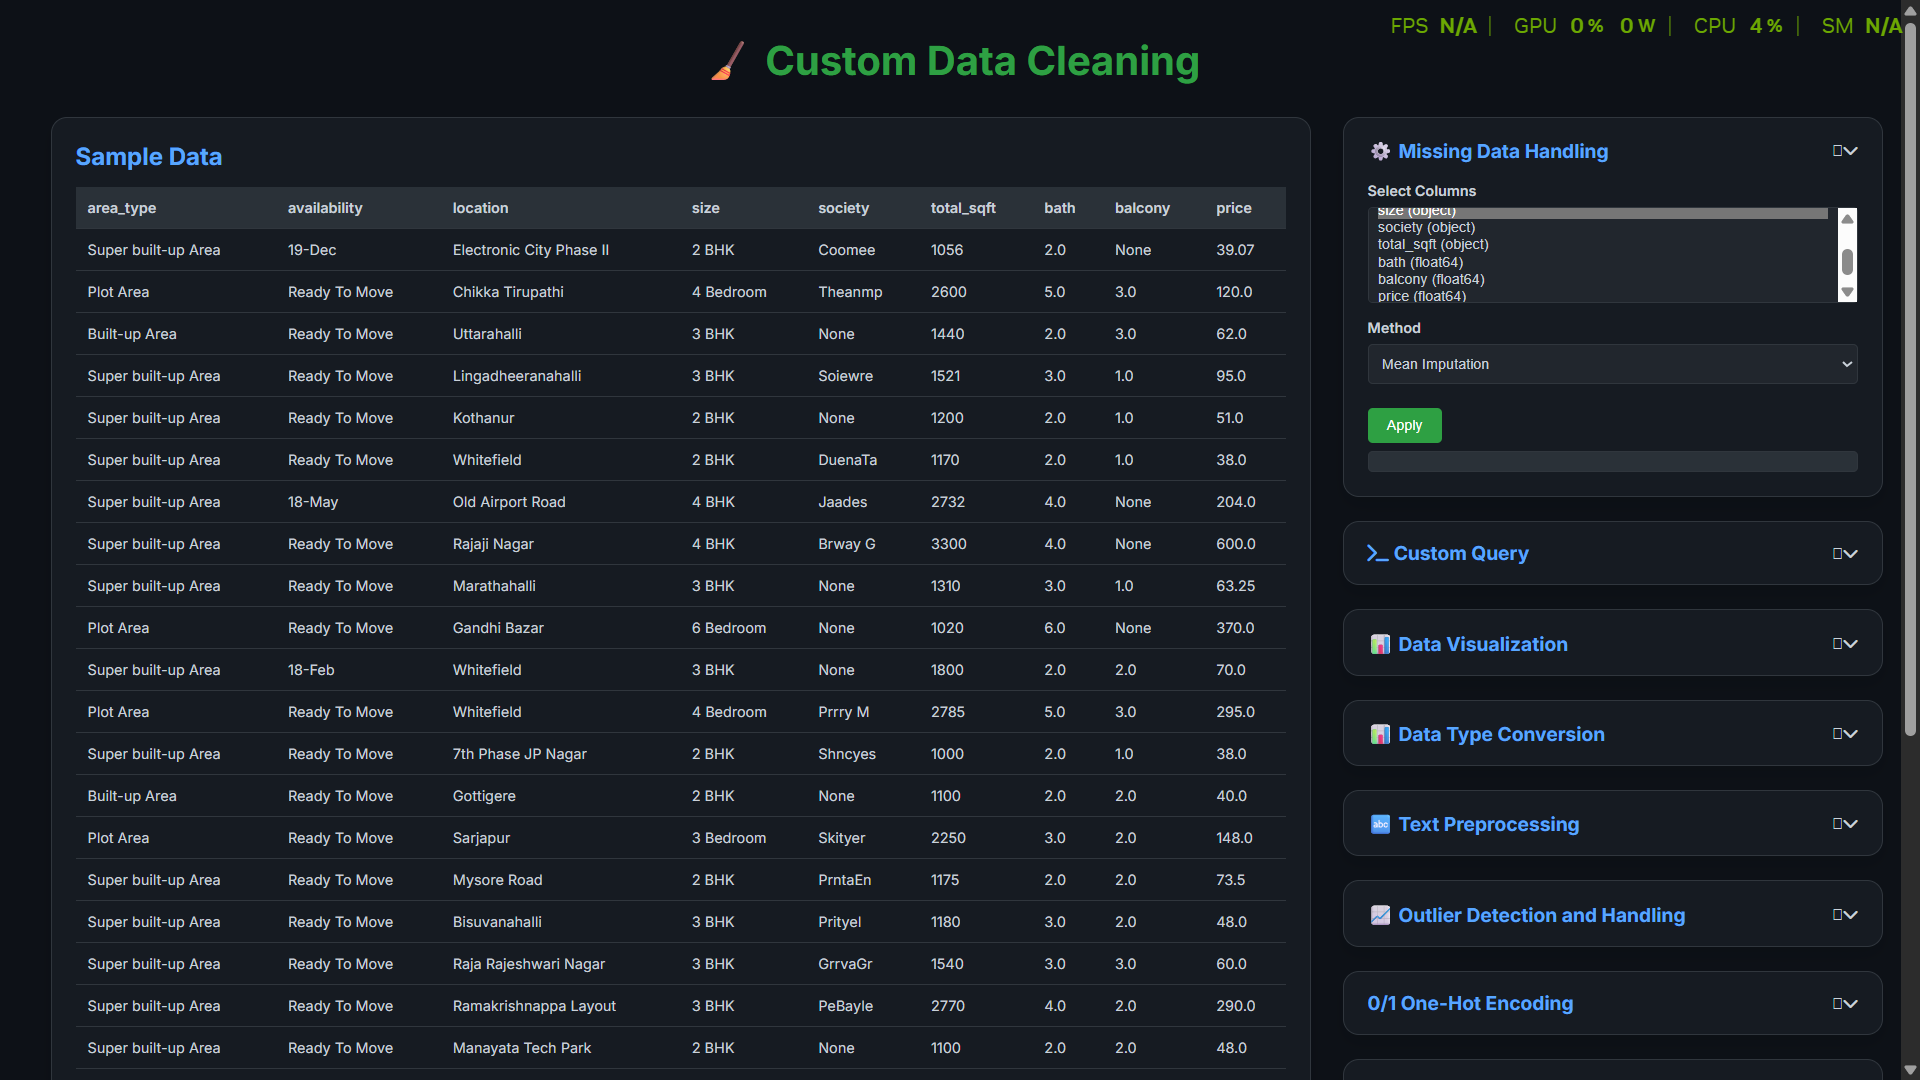 FPS N/A | GPU 0 % 0 W | CPU 4 % | SM N/A
Custom Data Cleaning
Sample Data
area_type availability location size society total_sqft bath balcony price
Super built-up Area 19-Dec Electronic City Phase II 2 BHK Coomee 1056 2.0 None 39.07
Plot Area Ready To Move Chikka Tirupathi 4 Bedroom Theanmp 2600 5.0 3.0 120.0
Built-up Area Ready To Move Uttarahalli 3 BHK None 1440 2.0 3.0 62.0
Super built-up Area Ready To Move Lingadheeranahalli 3 BHK Soiewre 1521 3.0 1.0 95.0
Super built-up Area Ready To Move Kothanur 2 BHK None 1200 2.0 1.0 51.0
Super built-up Area Ready To Move Whitefield 2 BHK DuenaTa 1170 2.0 1.0 38.0
Super built-up Area 18-May Old Airport Road 4 BHK Jaades 2732 4.0 None 204.0
Super built-up Area Ready To Move Rajaji Nagar 4 BHK Brway G 3300 4.0 None 600.0
Super built-up Area Ready To Move Marathahalli 3 BHK None 1310 3.0 1.0 63.25
Plot Area Ready To Move Gandhi Bazar 6 Bedroom None 1020 6.0 None 370.0
Super built-up Area 18-Feb Whitefield 3 BHK None 1800 2.0 2.0 70.0
Plot Area Ready To Move Whitefield 4 Bedroom Prrry M 2785 5.0 3.0 295.0
Super built-up Area Ready To Move 7th Phase JP Nagar 2 BHK Shncyes 1000 2.0 1.0 38.0
Built-up Area Ready To Move Gottigere 2 BHK None 1100 2.0 2.0 40.0
Plot Area Ready To Move Sarjapur 3 Bedroom Skityer 2250 3.0 2.0 148.0
Super built-up Area Ready To Move Mysore Road 2 BHK PrntaEn 1175 2.0 2.0 73.5
Super built-up Area Ready To Move Bisuvanahalli 3 BHK Prityel 1180 3.0 2.0 48.0
Super built-up Area Ready To Move Raja Rajeshwari Nagar 3 BHK GrrvaGr 1540 3.0 3.0 60.0
Super built-up Area Ready To Move Ramakrishnappa Layout 3 BHK PeBayle 2770 4.0 2.0 290.0
Super built-up Area Ready To Move Manayata Tech Park 2 BHK None 1100 2.0 2.0 48.0
Missing Data Handling
Select Columns
size (object)
society (object)
total_sqft (object)
bath (float64)
balcony (float64)
price (float64)
Method
Mean Imputation
Apply
Custom Query
Data Visualization
Data Type Conversion
abc Text Preprocessing
Outlier Detection and Handling
0/1 One-Hot Encoding